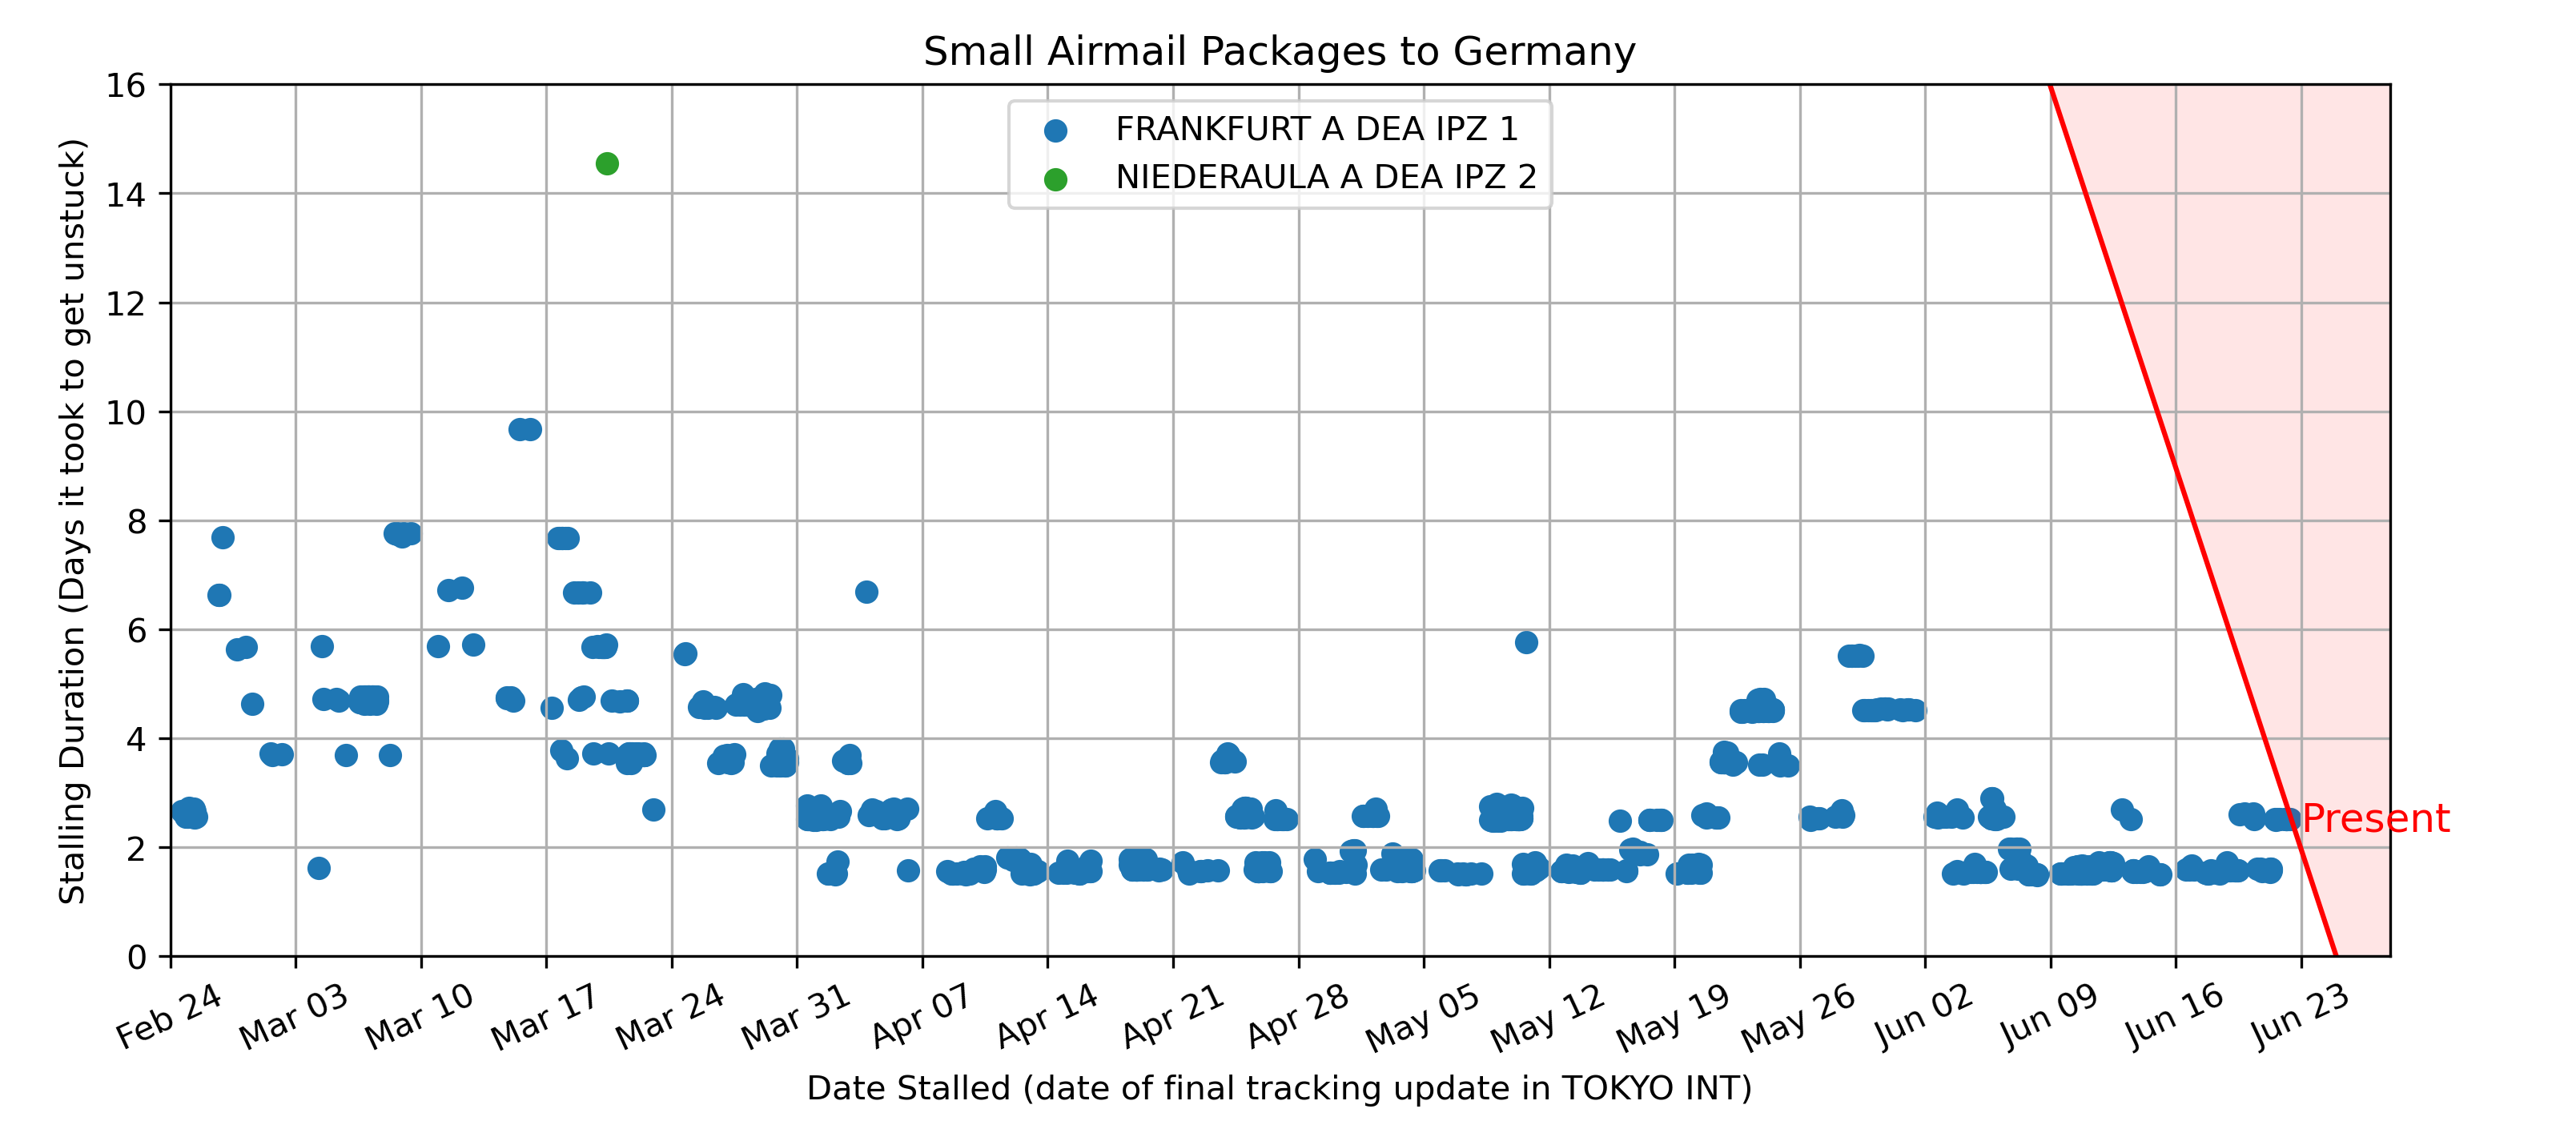 Small Airmail Packages to Germany
FRANKFURT A DEA IPZ 1
NIEDERAULA A DEA IPZ 2
Stalling Duration (Days it took to get unstuck)
16
14
12
10
8
6
4
2
0
Present
Feb 24
Mar 03
Mar 10
Mar 17
Mar 24
Mar 31
Apr 07
Apr 14
Apr 21
Apr 28
May 05
May 12
May 19
May 26
Jun 02
Jun 09
Jun 16
Jun 23
Date Stalled (date of final tracking update in TOKYO INT)